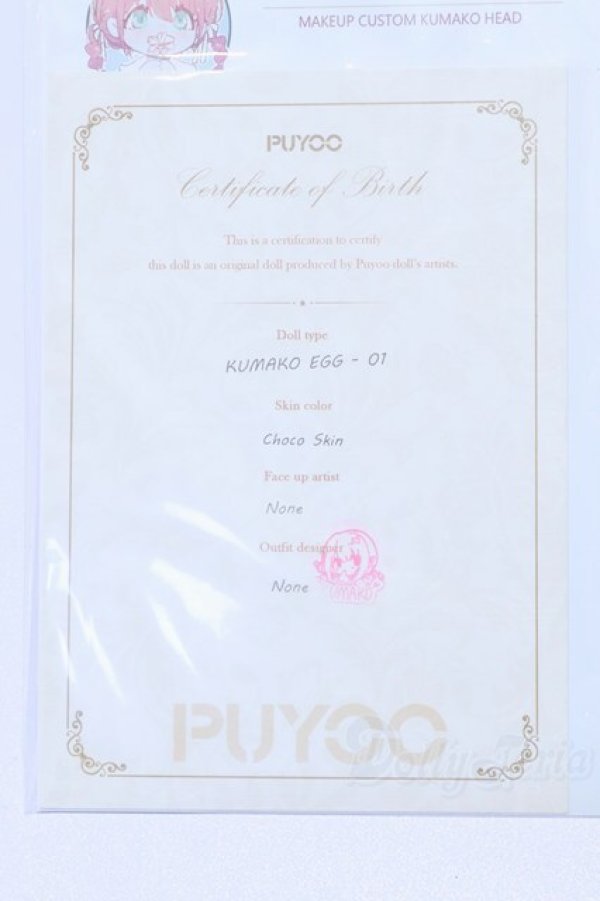 MAKEUP CUSTOM KUMAKO HEAD
PUYOO
Certificate of Birth
This is a certification to certify
this doll is an original doll produced by Puyoo doll's artists.
Doll type
KUMAKO EGG - 01
Skin color
Choco Skin
Face up artist
None
Outfit designer
None
KUMAKO
PUYOO